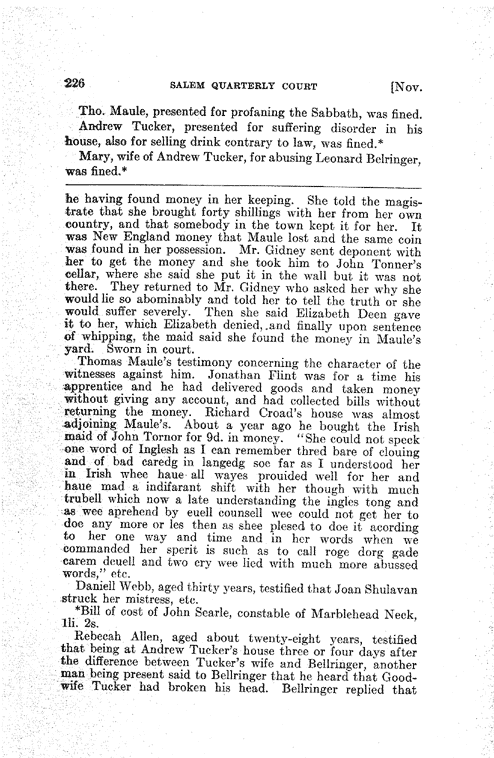 226 SALEM QUARTERLY COURT [Nov.
Tho. Maule, presented for profaning the Sabbath, was fined.
Andrew Tucker, presented for suffering disorder in his
house, also for selling drink contrary to law, was fined.*
Mary, wife of Andrew Tucker, for abusing Leonard Belringer,
was fined.*
he having found money in her keeping. She told the magis-
trate that she brought forty shillings with her from her own
country, and that somebody in the town kept it for her. It
was New England money that Maule lost and the same coin
was found in her possession. Mr. Gidney sent deponent with
her to get the money and she took him to John Tonner's
cellar, where she said she put it in the wall but it was not
there. They returned to Mr. Gidney who asked her why she
would lie so abominably and told her to tell the truth or she
would suffer severely. Then she said Elizabeth Deen gave
it to her, which Elizabeth denied, and finally upon sentence
of whipping, the maid said she found the money in Maule's
yard. Sworn in court.
Thomas Maule's testimony concerning the character of the
witnesses against him. Jonathan Flint was for a time his
apprentice and he had delivered goods and taken money
without giving any account, and had collected bills without
returning the money. Richard Croad's house was almost
adjoining Maule's. About a year ago he bought the Irish
maid of John Tornor for 9d. in money. "She could not speck
one word of Inglesh as I can remember thred bare of clouing
and of bad caredg in langedg soe far as I understood her
in Irish whec haue all wayes prouided well for her and
haue mad a indifarant shift with her though with much
trubell which now a late understanding the ingles tong and
as wee aprehend by euell counsell wee could not get her to
doe any more or les then as shee plesed to doe it acording
to her one way and time and in her words when we
commanded her sperit is such as to call roge dorg gade
carem deuell and two cry wee lied with much more abussed
words," etc.
Daniell Webb, aged thirty years, testified that Joan Shulavan
struck her mistress, etc.
*Bill of cost of John Searle, constable of Marblehead Neck,
1li. 2s.
Rebecah Allen, aged about twenty-eight years, testified
that being at Andrew Tucker's house three or four days after
the difference between Tucker's wife and Bellringer, another
man being present said to Bellringer that he heard that Good-
wife Tucker had broken his head. Bellringer replied that